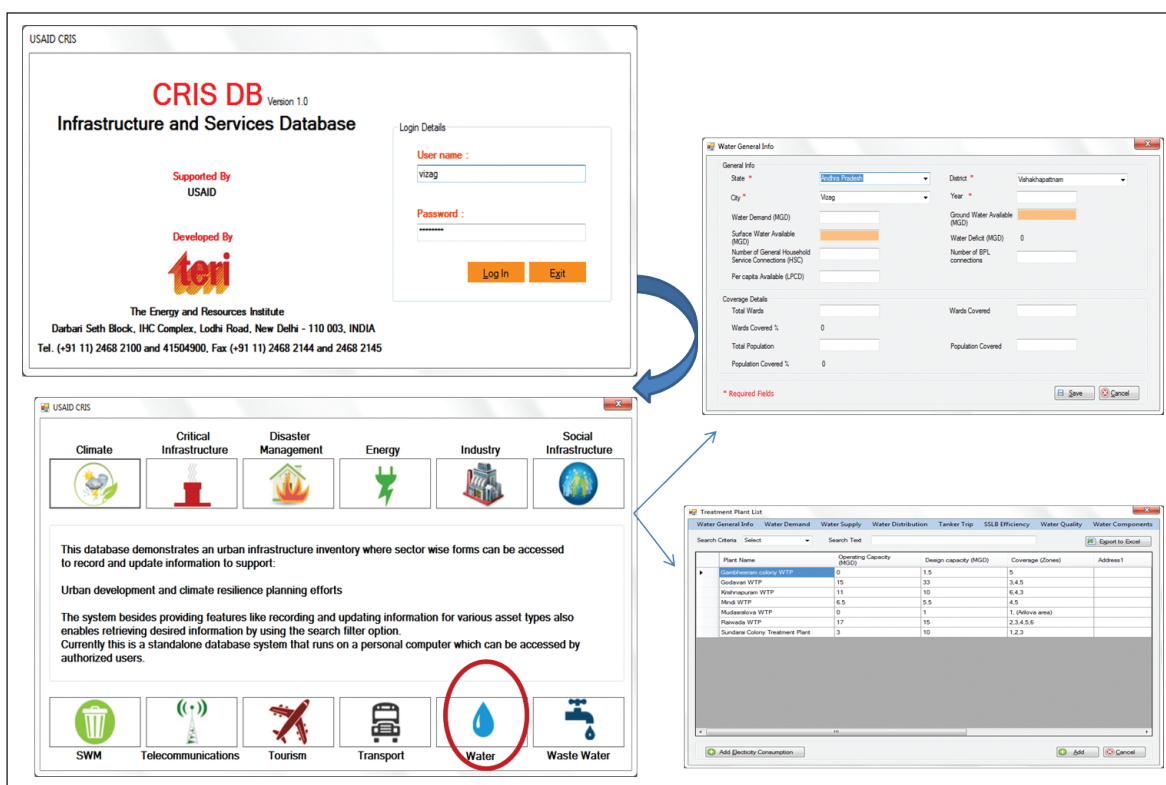 USAID CRIS
CRIS DB Version 1.0
Infrastructure and Services Database
Supported By
USAID
Developed By
teri
The Energy and Resources Institute
Darbari Seth Block, IHC Complex, Lodhi Road, New Delhi - 110 003, INDIA
Tel. (+91 11) 2468 2100 and 41504900, Fax (+91 11) 2468 2144 and 2468 2145
Login Details
User name :
vizag
Password :
********
Log In Exit
USAID CRIS
Climate Critical Infrastructure Disaster Management Energy Industry Social Infrastructure
This database demonstrates an urban infrastructure inventory where sector wise forms can be accessed
to record and update information to support:
Urban development and climate resilience planning efforts
The system besides providing features like recording and updating information for various asset types also
enables retrieving desired information by using the search filter option.
Currently this is a standalone database system that runs on a personal computer which can be accessed by
authorized users.
SWM Telecommunications Tourism Transport Water Waste Water
Water General Info
General Info
State * Andhra Pradesh District * Vishakhapattnam
City * Vizag Year *
Water Demand (MGD) Ground Water Available (MGD)
Surface Water Available (MGD) Water Deficit (MGD) 0
Number of General Household Service Connections (HSC) Number of BPL connections
Per capita Available (LPCD)
Coverage Details
Total Wards Wards Covered
Wards Covered % 0
Total Population Population Covered
Population Covered % 0
* Required Fields Save Cancel
Treatment Plant List
Water General Info Water Demand Water Supply Water Distribution Tanker Trip SSLB Efficiency Water Quality Water Components
Search Criteria Select Search Text Export to Excel
Plant Name Operating Capacity (MGD) Design capacity (MGD) Coverage (Zones) Address1
Gambheeram colony WTP 0 1.5 5
Godavari WTP 15 33 3,4,5
Krishnapuram WTP 11 10 6,4,3
Mindi WTP 6.5 5.5 4,5
Mudasralova WTP 0 1 1, (Arilova area)
Raiwada WTP 17 15 2,3,4,5,6
Sundarai Colony Treatment Plant 3 10 1,2,3
Add Electricity Consumption Add Cancel